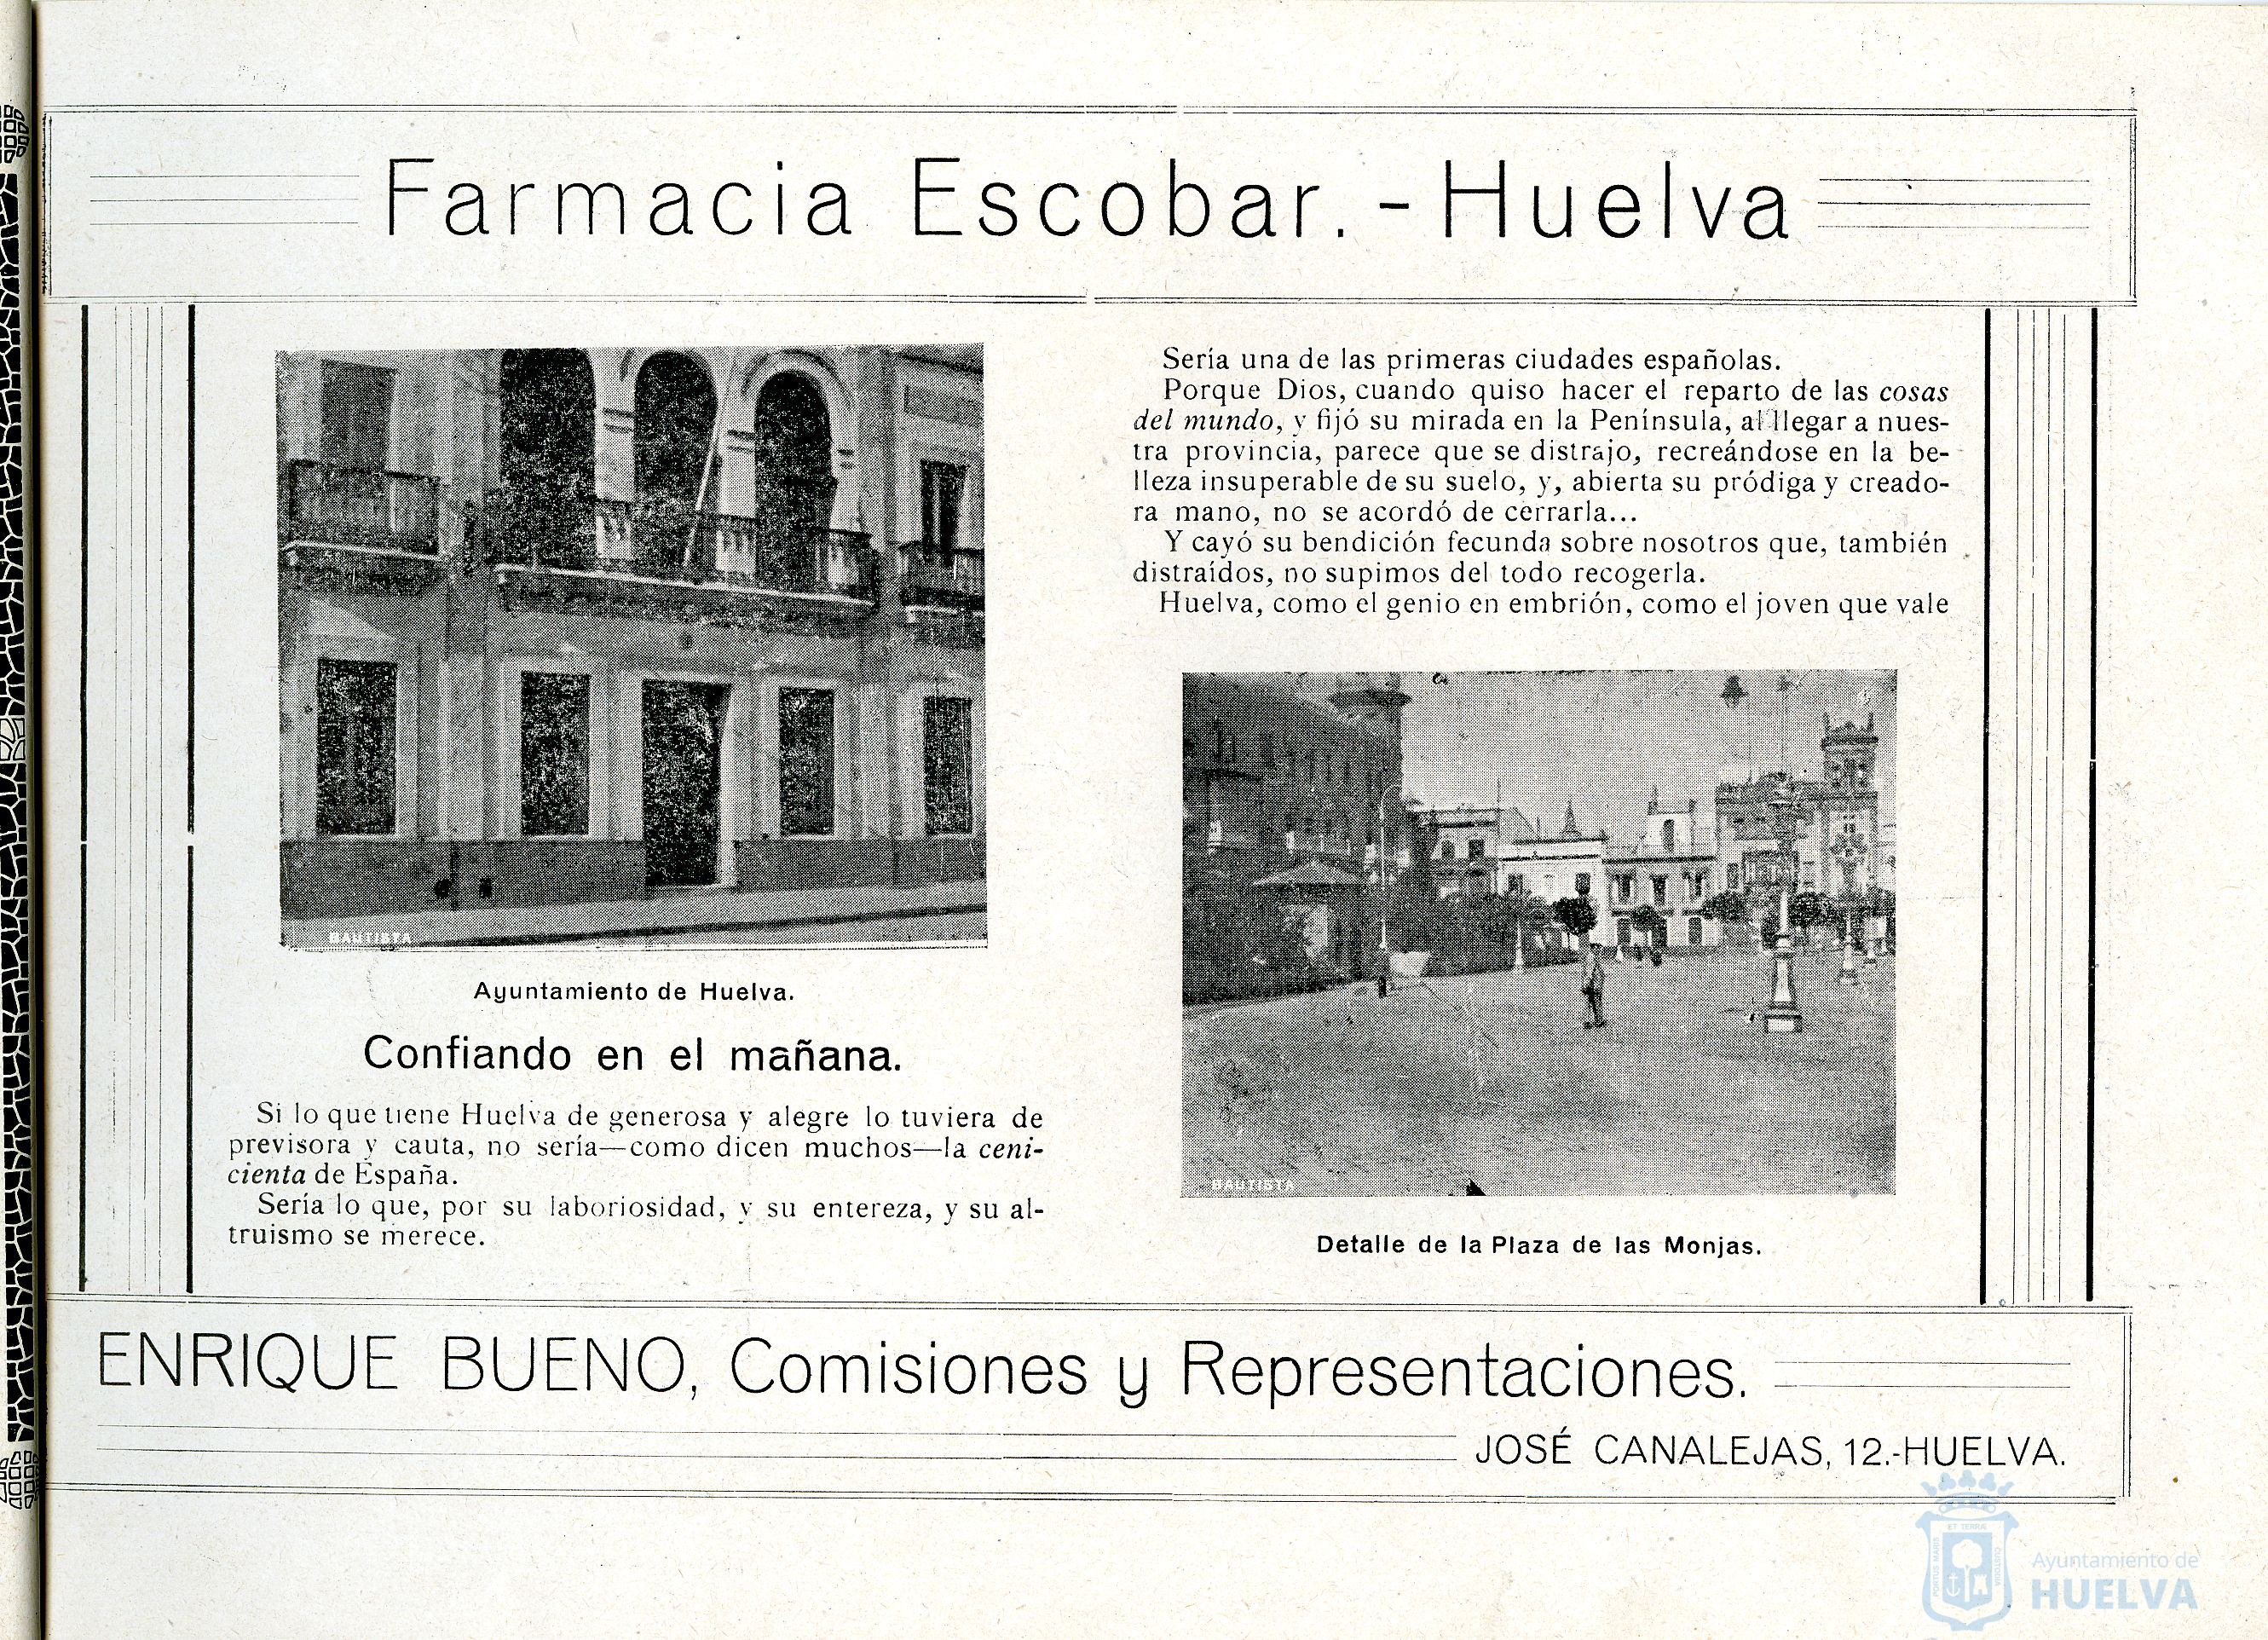 Farmacia Escobar. - Huelva
BAUTISTA
Ayuntamiento de Huelva.
Confiando en el mañana.
Si lo que tiene Huelva de generosa y alegre lo tuviera de
previsora y cauta, no sería—como dicen muchos—la ceni-
cienta de España.
Sería lo que, por su laboriosidad, y su entereza, y su al-
truismo se merece.
Sería una de las primeras ciudades españolas.
Porque Dios, cuando quiso hacer el reparto de las cosas
del mundo, y fijó su mirada en la Península, al llegar a nues-
tra provincia, parece que se distrajo, recreándose en la be-
lleza insuperable de su suelo, y, abierta su pródiga y creado-
ra mano, no se acordó de cerrarla...
Y cayó su bendición fecunda sobre nosotros que, también
distraídos, no supimos del todo recogerla.
Huelva, como el genio en embrión, como el joven que vale
BAUTISTA
Detalle de la Plaza de las Monjas.
ENRIQUE BUENO, Comisiones y Representaciones.
JOSÉ CANALEJAS, 12.-HUELVA.
PORTUS MARIS ET TERRÆ CUSTODIA
Ayuntamiento de
HUELVA